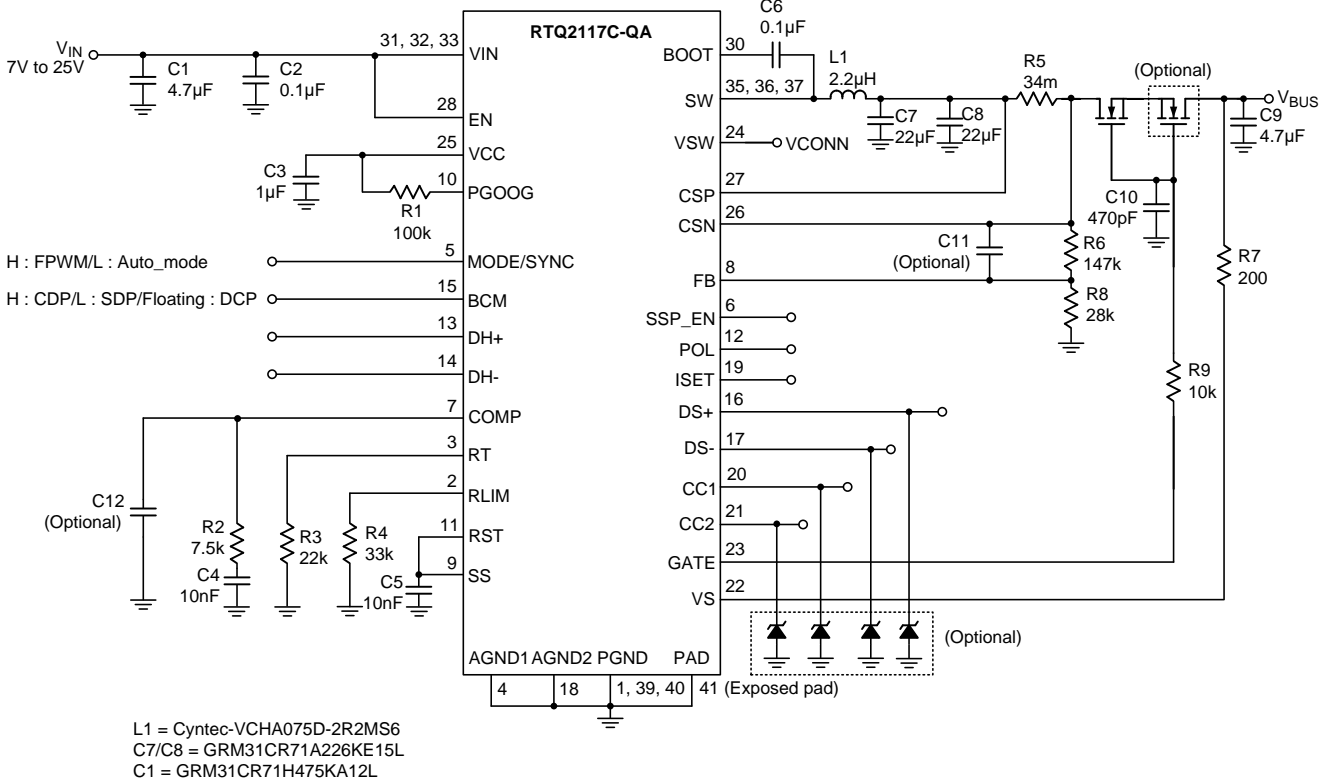 C6
0.1µF
RTQ2117C-QA
31, 32, 33
VIN
7V to 25V
VIN
BOOT
30
L1
2.2µH
R5
34m
(Optional)
C1
4.7µF
C2
0.1µF
SW
35, 36, 37
VBUS
28
EN
C7
22µF
C8
22µF
C9
4.7µF
VSW
24
VCONN
25
VCC
C3
1µF
10
PGOOG
R1
100k
CSP
27
C10
470pF
CSN
26
C11
(Optional)
R6
147k
R7
200
H : FPWM/L : Auto_mode
5
MODE/SYNC
FB
8
H : CDP/L : SDP/Floating : DCP
15
BCM
R8
28k
SSP_EN
6
13
DH+
POL
12
14
DH-
ISET
19
R9
10k
7
COMP
DS+
16
3
RT
DS-
17
2
RLIM
CC1
20
C12
(Optional)
R2
7.5k
R3
22k
R4
33k
11
RST
CC2
21
C4
10nF
C5
10nF
9
SS
GATE
23
VS
22
(Optional)
AGND1 AGND2 PGND PAD
4
18
1, 39, 40
41 (Exposed pad)
L1 = Cyntec-VCHA075D-2R2MS6
C7/C8 = GRM31CR71A226KE15L
C1 = GRM31CR71H475KA12L